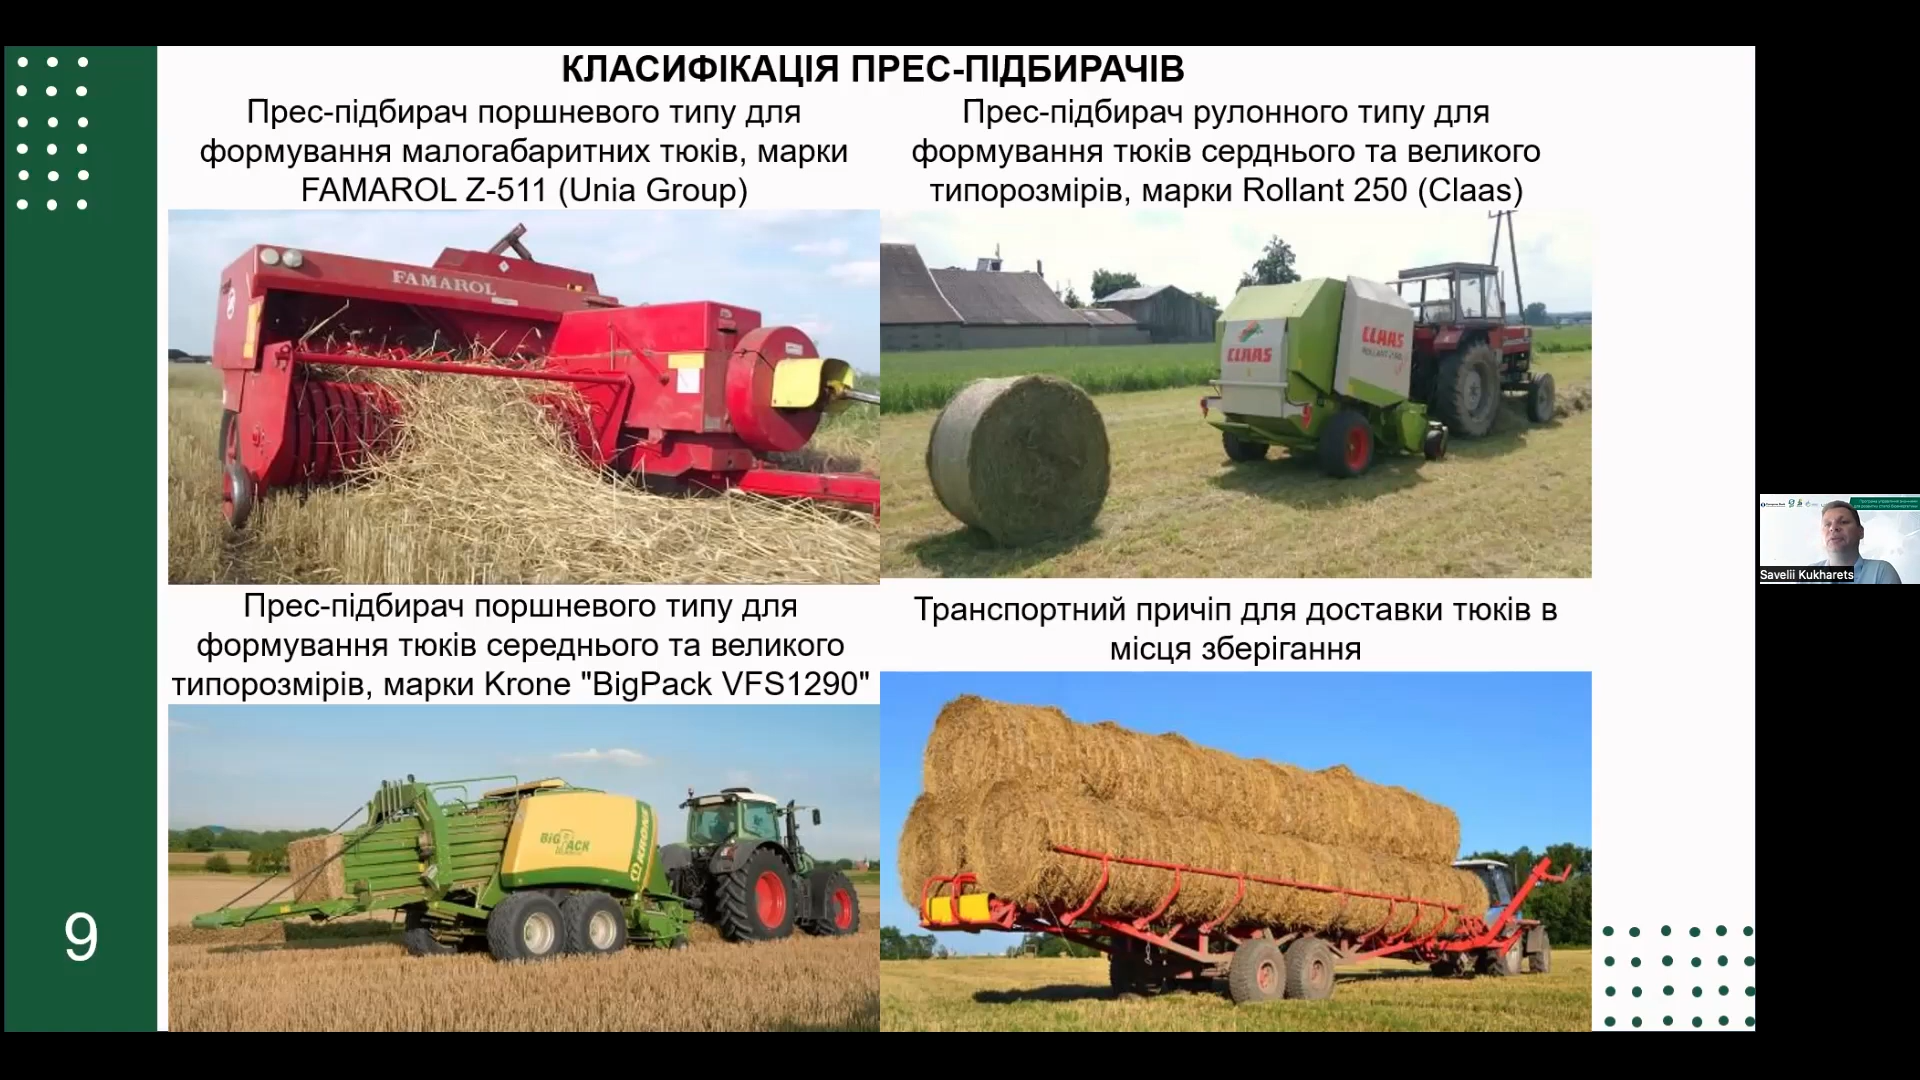 КЛАСИФІКАЦІЯ ПРЕС-ПІДБИРАЧІВ
Прес-підбирач поршневого типу для
формування малогабаритних тюків, марки
FAMAROL Z-511 (Unia Group)
Прес-підбирач рулонного типу для
формування тюків серднього та великого
типорозмірів, марки Rollant 250 (Claas)
FAMAROL
CLAAS
CLAAS
Прес-підбирач поршневого типу для
формування тюків середнього та великого
типорозмірів, марки Krone "BigPack VFS1290"
Транспортний причіп для доставки тюків в
місця зберігання
BiG PACK
KRONE
9
Savelii Kukharets